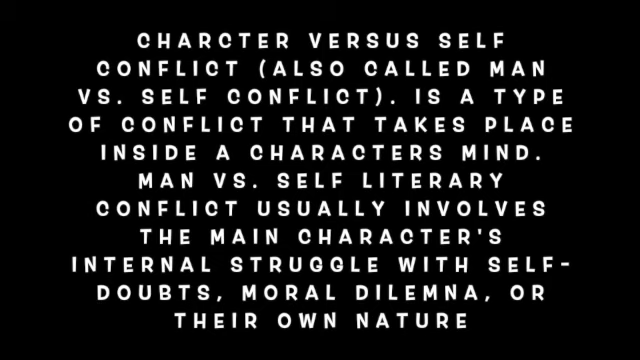 CHARCTER VERSUS SELF
CONFLICT (ALSO CALLED MAN
VS. SELF CONFLICT). IS A TYPE
OF CONFLICT THAT TAKES PLACE
INSIDE A CHARACTERS MIND.
MAN VS. SELF LITERARY
CONFLICT USUALLY INVOLVES
THE MAIN CHARACTER'S
INTERNAL STRUGGLE WITH SELF-
DOUBTS, MORAL DILEMNA, OR
THEIR OWN NATURE